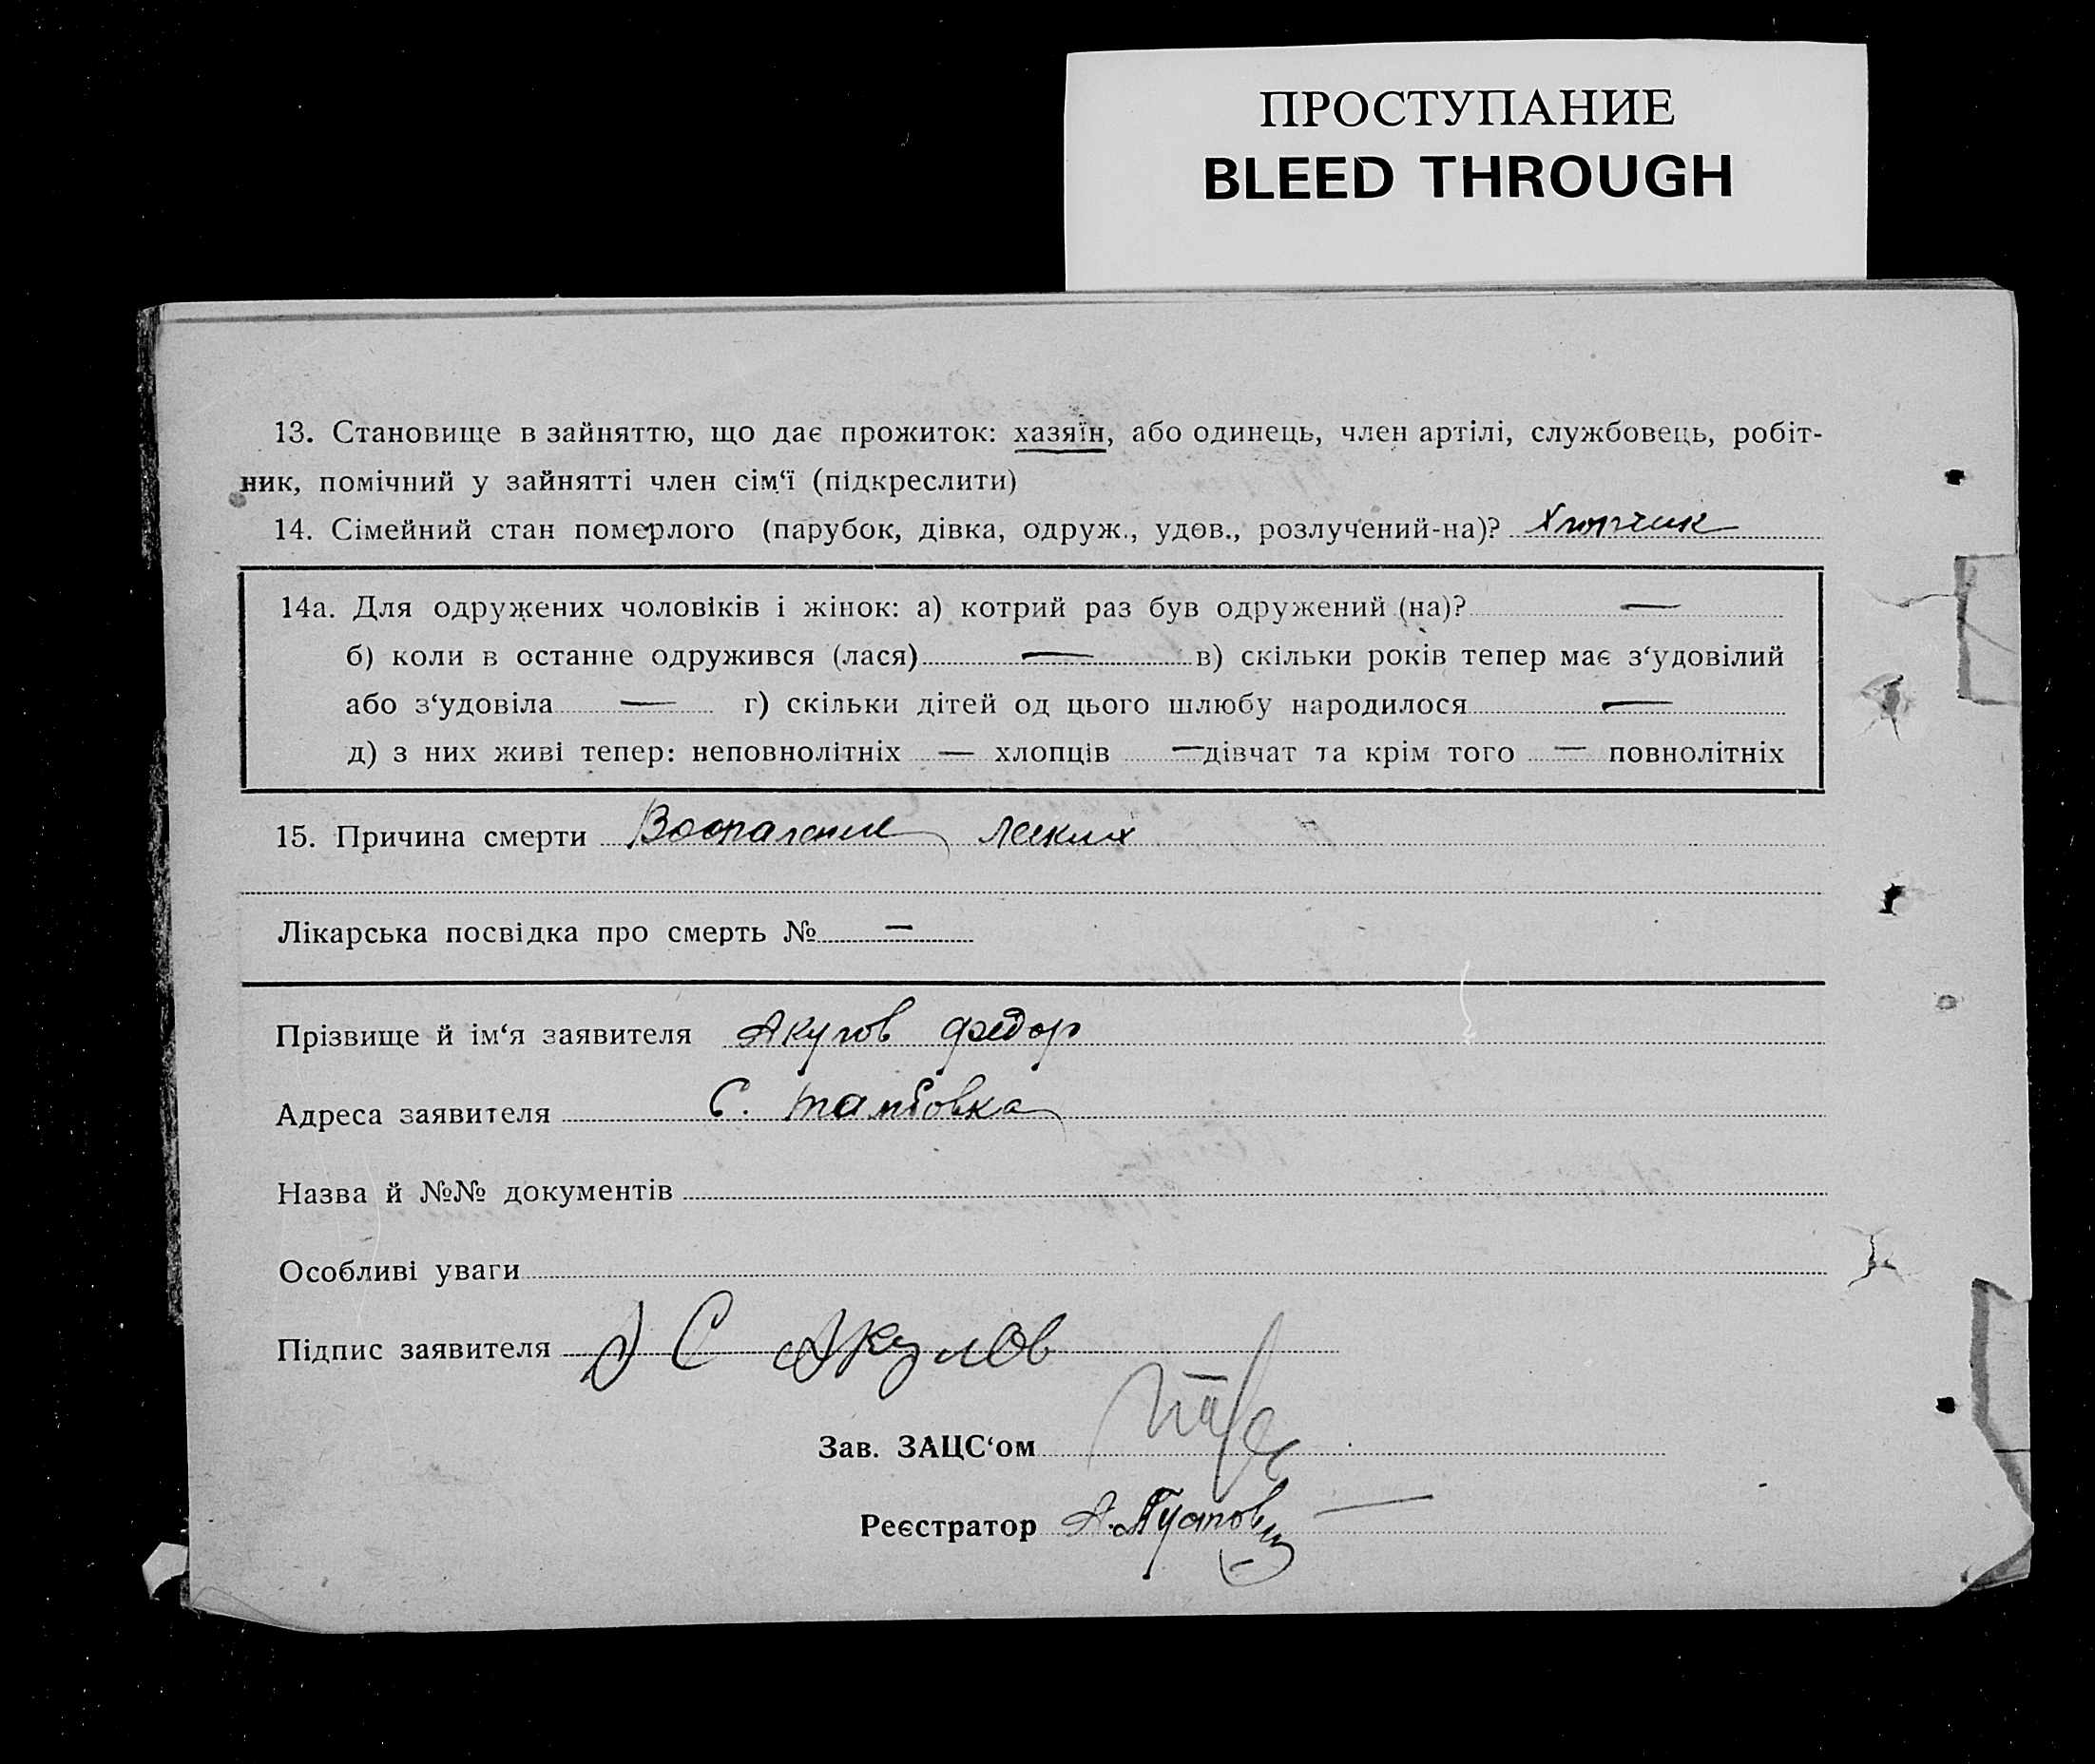 ПРОСТУПАНИЕ
BLEED THROUGH
13. Становище в зайняттю, що дає прожиток: хазяїн, або одинець, член артілі, службовець, робіт-
ник, помічний у зайнятті член сім‘ї (підкреслити)
14. Сімейний стан померлого (парубок, дівка, одруж., удов., розлучений-на)? Хлопчик
14а. Для одружених чоловіків і жінок: а) котрий раз був одружений (на)? —
б) коли в останне одружився (лася) — в) скільки років тепер має з‘удовілий
або з‘удовіла — г) скільки дітей од цього шлюбу народилося —
д) з них живі тепер: неповнолітніх — хлопців — дівчат та крім того — повнолітніх
15. Причина смерти Воспаление легких
Лікарська посвідка про смерть № —
Прізвище й ім‘я заявителя Акулов Федор
Адреса заявителя С. Тамбовка
Назва й №№ документів
Особливі уваги
Підпис заявителя С Акулов
Зав. ЗАЦС‘ом
Реєстратор А.